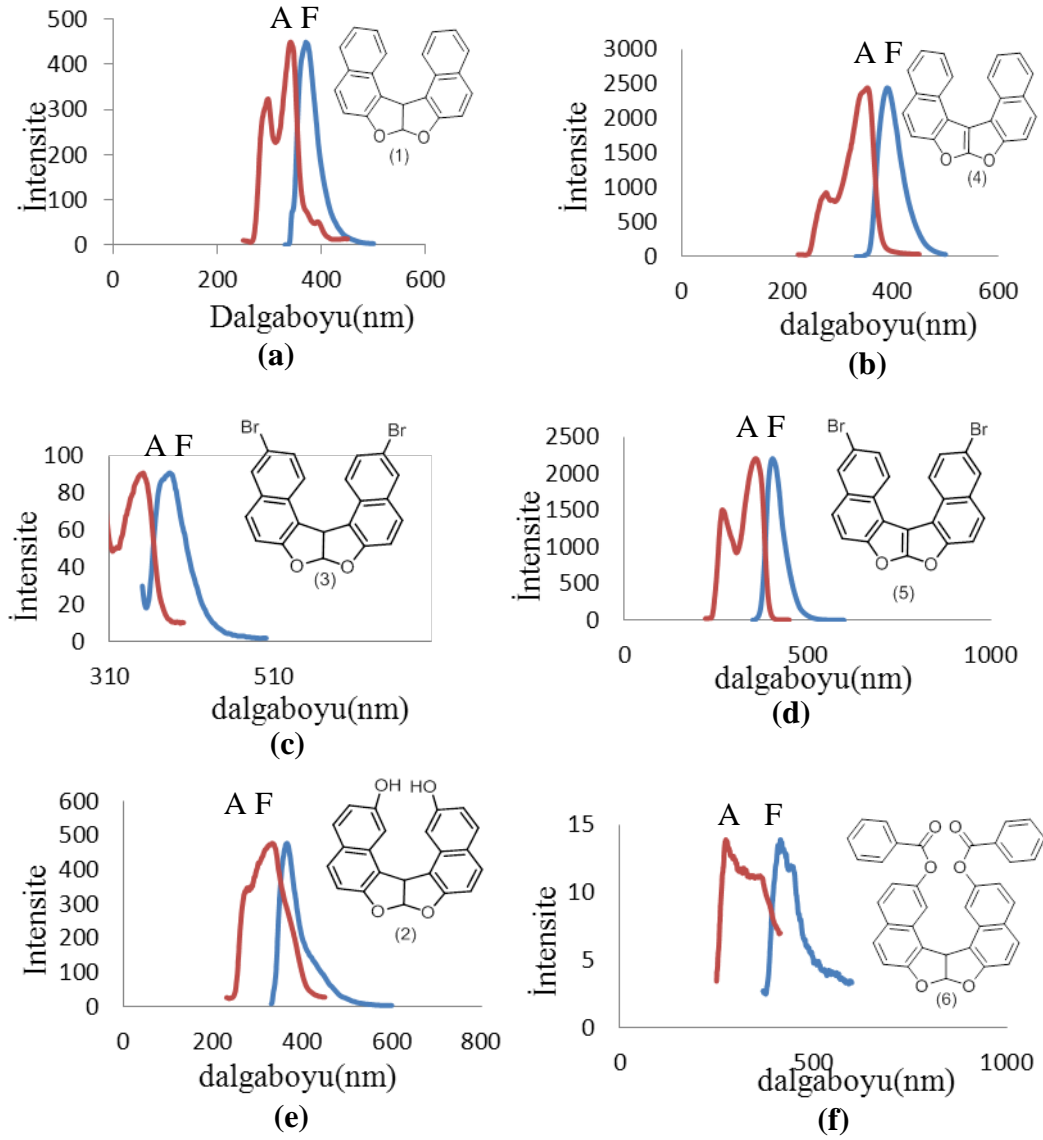 A F
500
400
300
200
100
0
0 200 400 600
İntensite
Dalgaboyu(nm)
O O
(1)
(a)
A F
3000
2500
2000
1500
1000
500
0
0 200 400 600
İntensite
dalgaboyu(nm)
O O
(4)
(b)
A F
100
80
60
40
20
0
310 510
İntensite
dalgaboyu(nm)
Br Br
O O
(3)
(c)
A F
2500
2000
1500
1000
500
0
0 500 1000
İntensite
dalgaboyu(nm)
Br Br
O O
(5)
(d)
A F
600
500
400
300
200
100
0
0 200 400 600 800
Intensite
dalgaboyu(nm)
OH HO
O O
(2)
(e)
A F
15
10
5
0
0 500 1000
İntensite
dalgaboyu(nm)
O O
O O
O O
(6)
(f)